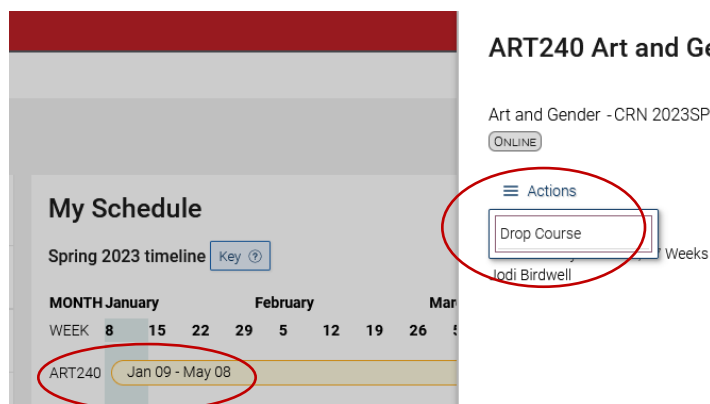 ART240 Art and Ge
Art and Gender - CRN 2023SP
ONLINE
Actions
Drop Course
Weeks
Jodi Birdwell
My Schedule
Spring 2023 timeline Key ?
MONTH January February Mar
WEEK 8 15 22 29 5 12 19 26
ART240 Jan 09 - May 08